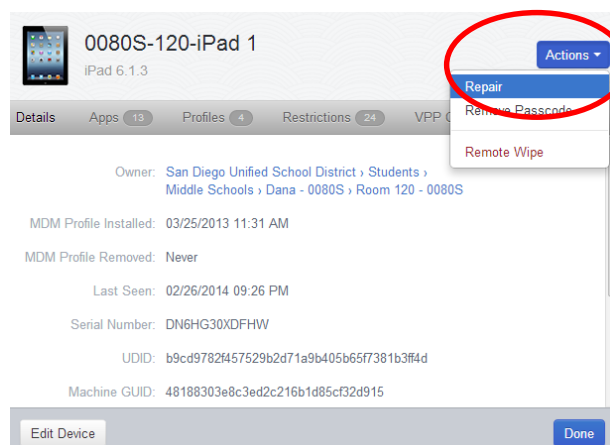 0080S-120-iPad 1
iPad 6.1.3
Actions
Repair
Remove Passcode
Remote Wipe
Details Apps 13 Profiles 4 Restrictions 24 VPP
Owner: San Diego Unified School District › Students ›
Middle Schools › Dana - 0080S › Room 120 - 0080S
MDM Profile Installed: 03/25/2013 11:31 AM
MDM Profile Removed: Never
Last Seen: 02/26/2014 09:26 PM
Serial Number: DN6HG30XDFHW
UDID: b9cd9782f457529b2d71a9b405b65f7381b3ff4d
Machine GUID: 48188303e8c3ed2c216b1d85cf32d915
Edit Device Done